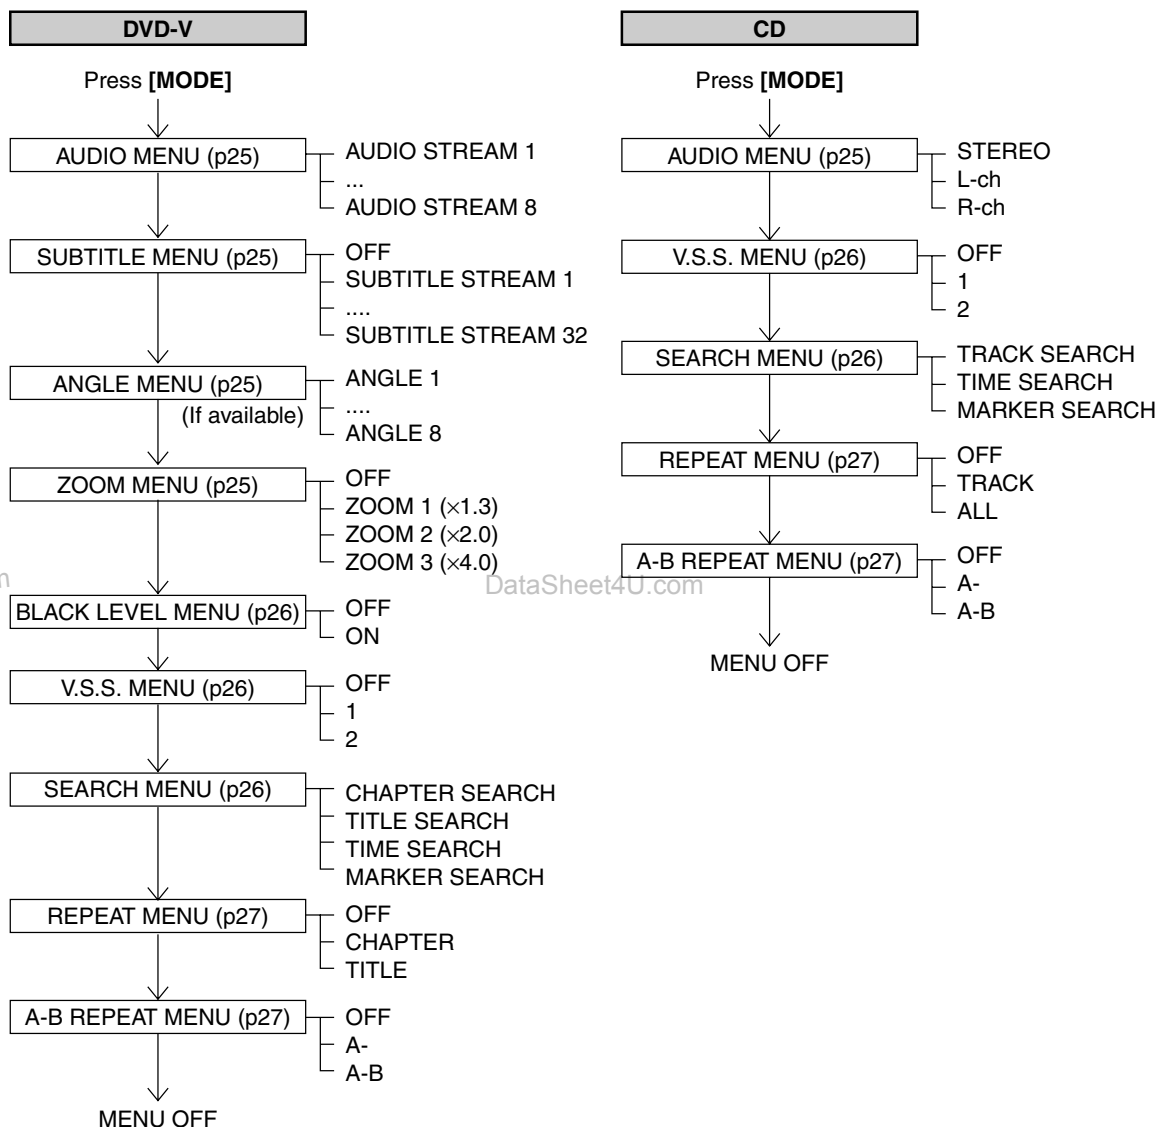 DVD-V
Press [MODE]
AUDIO MENU (p25)
AUDIO STREAM 1
...
AUDIO STREAM 8
SUBTITLE MENU (p25)
OFF
SUBTITLE STREAM 1
....
SUBTITLE STREAM 32
ANGLE MENU (p25)
(If available)
ANGLE 1
....
ANGLE 8
ZOOM MENU (p25)
OFF
ZOOM 1 (×1.3)
ZOOM 2 (×2.0)
ZOOM 3 (×4.0)
BLACK LEVEL MENU (p26)
OFF
ON
V.S.S. MENU (p26)
OFF
1
2
SEARCH MENU (p26)
CHAPTER SEARCH
TITLE SEARCH
TIME SEARCH
MARKER SEARCH
REPEAT MENU (p27)
OFF
CHAPTER
TITLE
A-B REPEAT MENU (p27)
OFF
A-
A-B
MENU OFF
CD
Press [MODE]
AUDIO MENU (p25)
STEREO
L-ch
R-ch
V.S.S. MENU (p26)
OFF
1
2
SEARCH MENU (p26)
TRACK SEARCH
TIME SEARCH
MARKER SEARCH
REPEAT MENU (p27)
OFF
TRACK
ALL
A-B REPEAT MENU (p27)
OFF
A-
A-B
MENU OFF
DataSheet4U.com